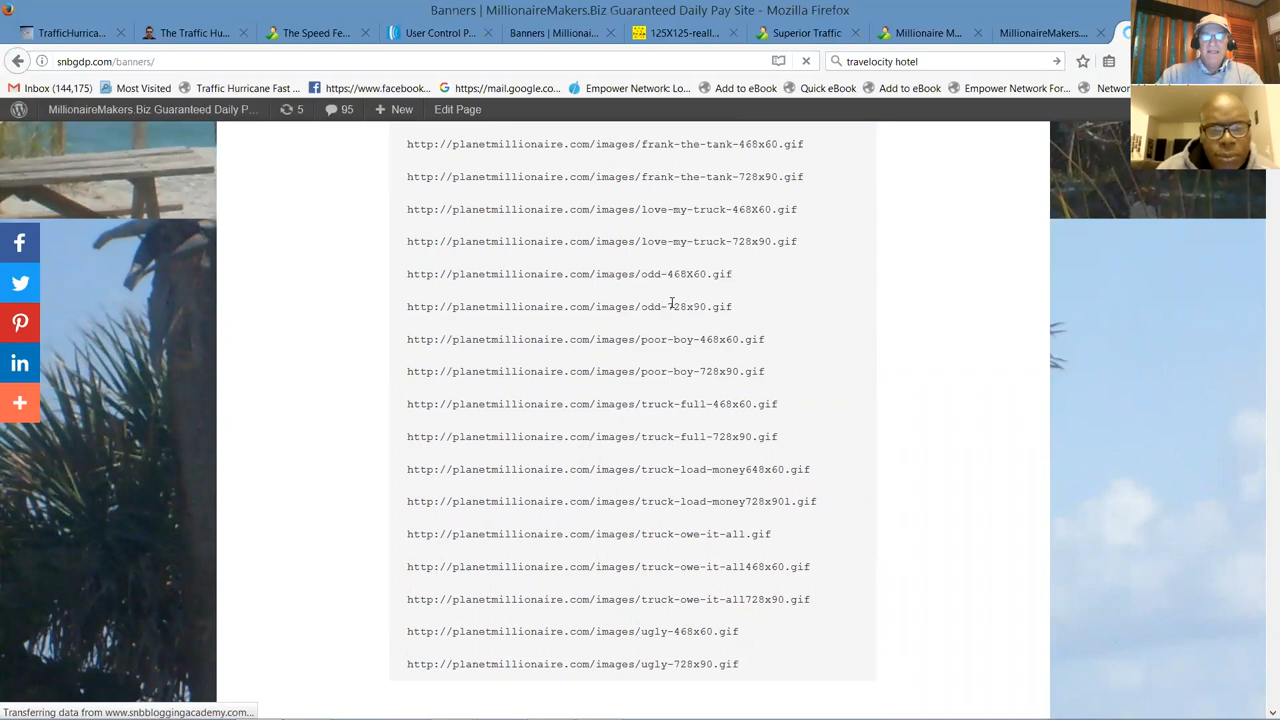 Banners | MillionaireMakers.Biz Guaranteed Daily Pay Site - Mozilla Firefox
TrafficHurrica... The Traffic Hu... The Speed Fe... User Control P... Banners | Millionai... 125X125-reall... Superior Traffic Millionaire M... MillionaireMakers....
snbgdp.com/banners/ travelocity hotel
Inbox (144,175) Most Visited Traffic Hurricane Fast ... https://www.facebook... https://mail.google.co... Empower Network: Lo... Add to eBook Quick eBook Add to eBook Empower Network For... Netwo
MillionaireMakers.Biz Guaranteed Daily P... 5 95 + New Edit Page
http://planetmillionaire.com/images/frank-the-tank-468x60.gif
http://planetmillionaire.com/images/frank-the-tank-728x90.gif
http://planetmillionaire.com/images/love-my-truck-468X60.gif
http://planetmillionaire.com/images/love-my-truck-728x90.gif
http://planetmillionaire.com/images/odd-468X60.gif
http://planetmillionaire.com/images/odd-728x90.gif
http://planetmillionaire.com/images/poor-boy-468x60.gif
http://planetmillionaire.com/images/poor-boy-728x90.gif
http://planetmillionaire.com/images/truck-full-468x60.gif
http://planetmillionaire.com/images/truck-full-728x90.gif
http://planetmillionaire.com/images/truck-load-money648x60.gif
http://planetmillionaire.com/images/truck-load-money728x90l.gif
http://planetmillionaire.com/images/truck-owe-it-all.gif
http://planetmillionaire.com/images/truck-owe-it-all468x60.gif
http://planetmillionaire.com/images/truck-owe-it-all728x90.gif
http://planetmillionaire.com/images/ugly-468x60.gif
http://planetmillionaire.com/images/ugly-728x90.gif
Transferring data from www.snbbloggingacademy.com...